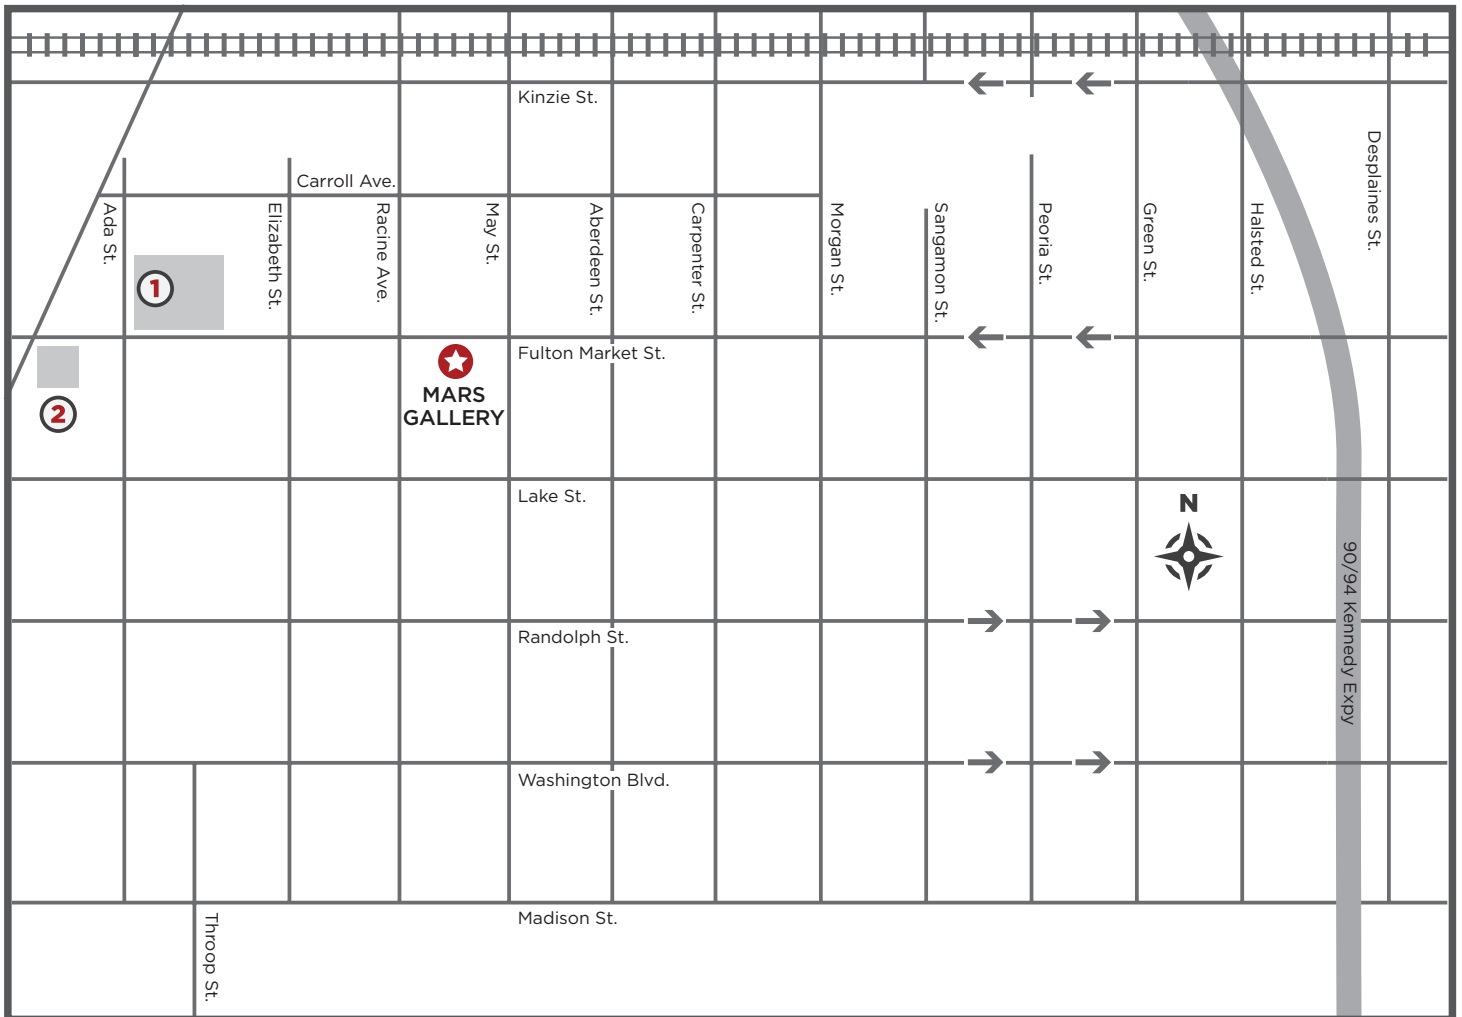 Kinzie St.
Desplaines St.
Carroll Ave.
Ada St.
Elizabeth St.
Racine Ave.
May St.
Aberdeen St.
Carpenter St.
Morgan St.
Sangamon St.
Peoria St.
Green St.
Halsted St.
1
Fulton Market St.
MARS
GALLERY
2
Lake St.
N
90/94 Kennedy Expy
Randolph St.
Washington Blvd.
Madison St.
Throop St.